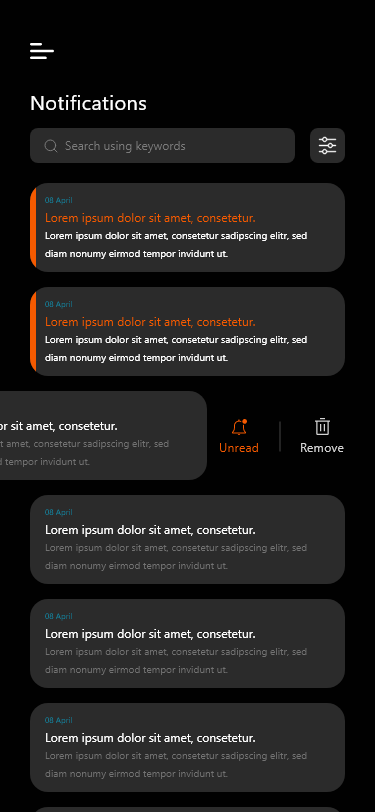 Notifications
Search using keywords
08 April
Lorem ipsum dolor sit amet, consetetur.
Lorem ipsum dolor sit amet, consetetur sadipscing elitr, sed
diam nonumy eirmod tempor invidunt ut.
08 April
Lorem ipsum dolor sit amet, consetetur.
Lorem ipsum dolor sit amet, consetetur sadipscing elitr, sed
diam nonumy eirmod tempor invidunt ut.
or sit amet, consetetur.
t amet, consetetur sadipscing elitr, sed
d tempor invidunt ut.
Unread
Remove
08 April
Lorem ipsum dolor sit amet, consetetur.
Lorem ipsum dolor sit amet, consetetur sadipscing elitr, sed
diam nonumy eirmod tempor invidunt ut.
08 April
Lorem ipsum dolor sit amet, consetetur.
Lorem ipsum dolor sit amet, consetetur sadipscing elitr, sed
diam nonumy eirmod tempor invidunt ut.
08 April
Lorem ipsum dolor sit amet, consetetur.
Lorem ipsum dolor sit amet, consetetur sadipscing elitr, sed
diam nonumy eirmod tempor invidunt ut.